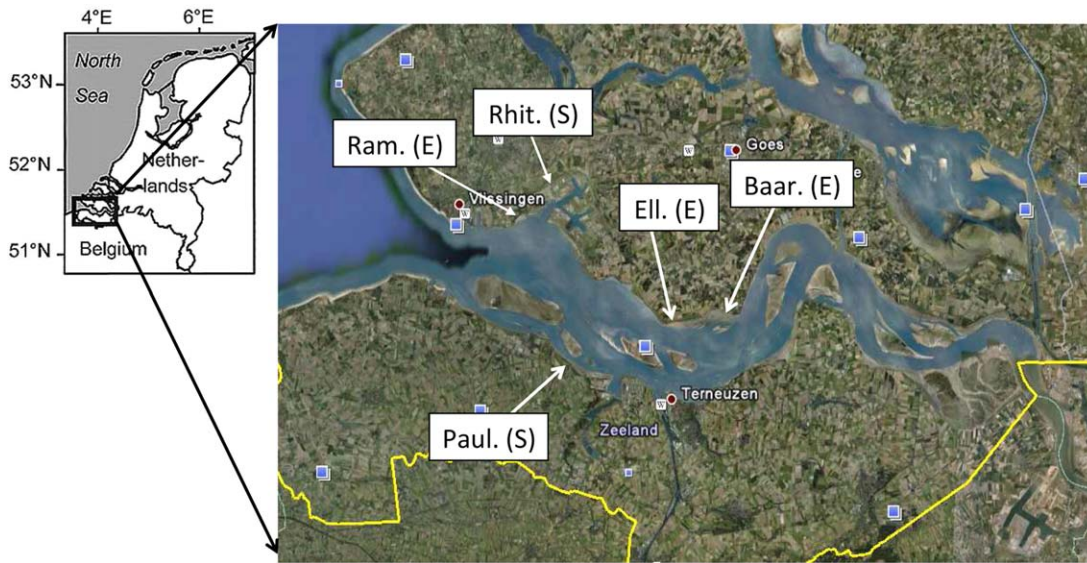 4°E
6°E
North
Sea
53°N
52°N
51°N
Nether-
lands
Belgium
Rhit. (S)
Ram. (E)
W
Goes
Baar. (E)
e
Vlissingen
W
W
Ell. (E)
Terneuzen
W
Paul. (S)
Zeeland